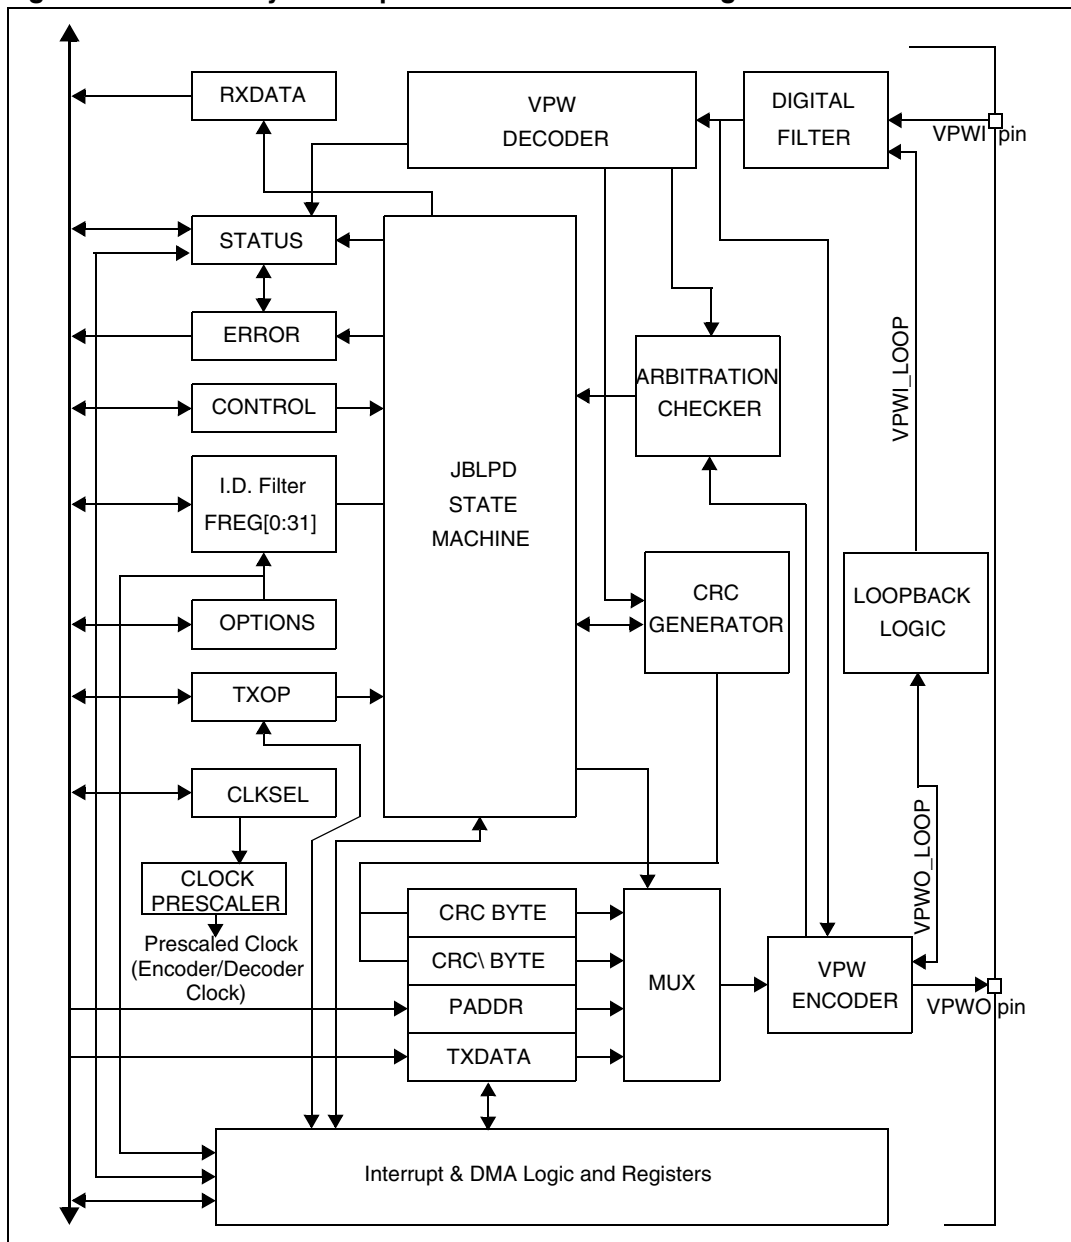 RXDATA
VPW
DECODER
DIGITAL
FILTER
VPWI pin
STATUS
ERROR
VPWI_LOOP
ARBITRATION
CHECKER
CONTROL
JBLPD
STATE
MACHINE
I.D. Filter
FREG[0:31]
CRC
GENERATOR
LOOPBACK
LOGIC
OPTIONS
TXOP
CLKSEL
VPWO_LOOP
CLOCK
PRESCALER
Prescaled Clock
(Encoder/Decoder
Clock)
CRC BYTE
CRC\ BYTE
PADDR
TXDATA
MUX
VPW
ENCODER
VPWO pin
Interrupt & DMA Logic and Registers